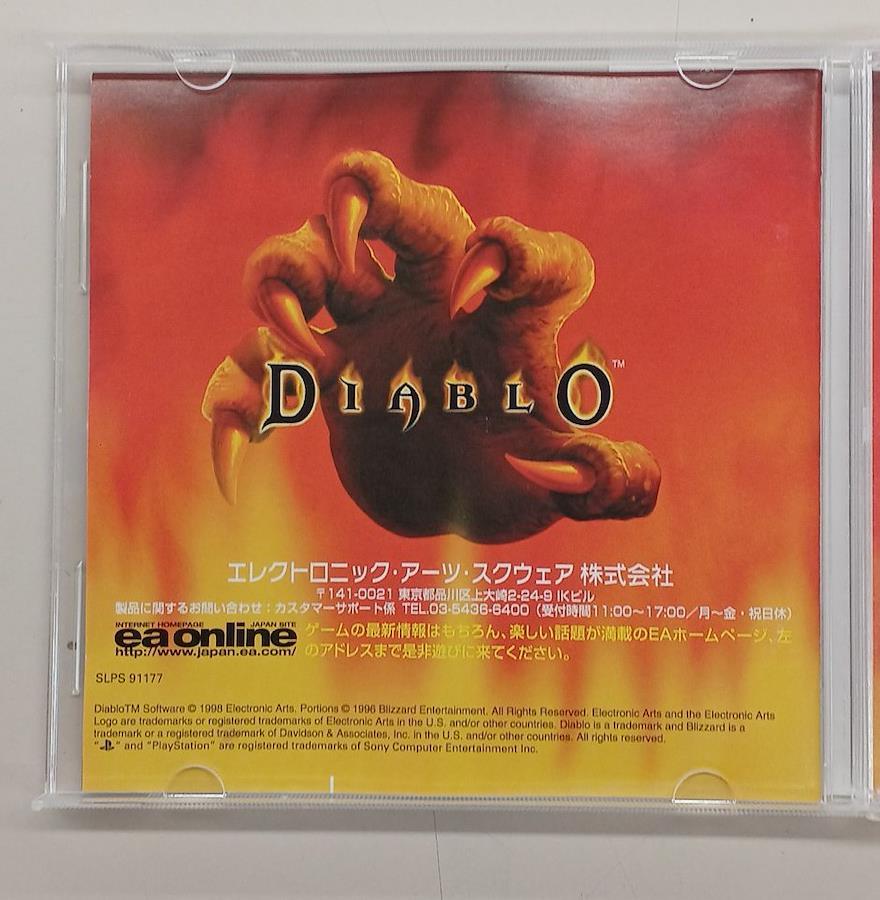 DIABLO™
エレクトロニック・アーツ・スクウェア 株式会社
〒141-0021 東京都品川区上大崎2-24-9 IKビル
製品に関するお問い合わせ：カスタマーサポート係 TEL.03-5436-6400（受付時間11:00〜17:00／月〜金・祝日休）
INTERNET HOMEPAGE JAPAN SITE
ea online
http://www.japan.ea.com/
ゲームの最新情報はもちろん、楽しい話題が満載のEAホームページ、左
のアドレスまで是非遊びに来てください。
SLPS 91177
DiabloTM Software © 1998 Electronic Arts. Portions © 1996 Blizzard Entertainment. All Rights Reserved. Electronic Arts and the Electronic Arts
Logo are trademarks or registered trademarks of Electronic Arts in the U.S. and/or other countries. Diablo is a trademark and Blizzard is a
trademark or a registered trademark of Davidson & Associates, Inc. in the U.S. and/or other countries. All rights reserved.
" " and "PlayStation" are registered trademarks of Sony Computer Entertainment Inc.